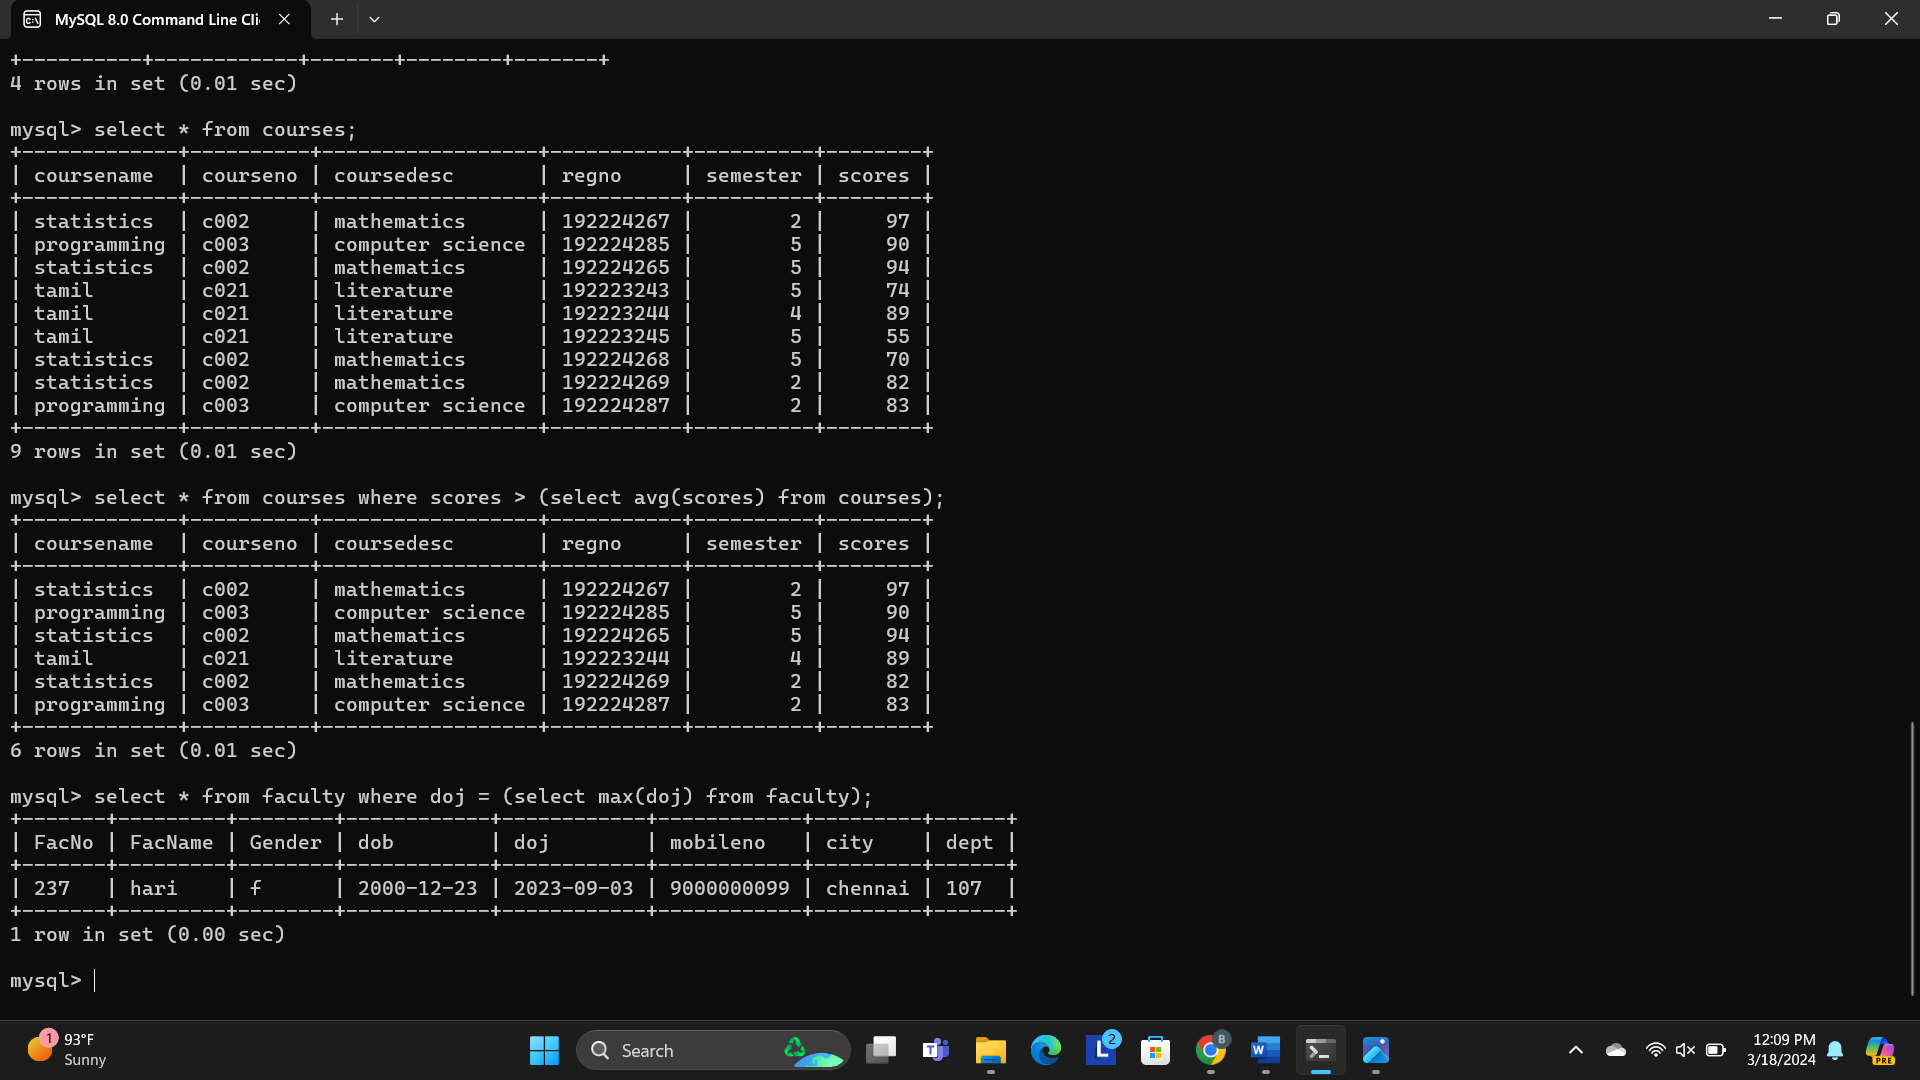 MySQL 8.0 Command Line Cli
+----------+------------+-------+--------+-------+
4 rows in set (0.01 sec)
mysql> select * from courses;
+-------------+----------+------------------+-----------+----------+--------+
| coursename  | courseno | coursedesc       | regno     | semester | scores |
+-------------+----------+------------------+-----------+----------+--------+
| statistics  | c002     | mathematics      | 192224267 |        2 |     97 |
| programming | c003     | computer science | 192224285 |        5 |     90 |
| statistics  | c002     | mathematics      | 192224265 |        5 |     94 |
| tamil       | c021     | literature       | 192223243 |        5 |     74 |
| tamil       | c021     | literature       | 192223244 |        4 |     89 |
| tamil       | c021     | literature       | 192223245 |        5 |     55 |
| statistics  | c002     | mathematics      | 192224268 |        5 |     70 |
| statistics  | c002     | mathematics      | 192224269 |        2 |     82 |
| programming | c003     | computer science | 192224287 |        2 |     83 |
+-------------+----------+------------------+-----------+----------+--------+
9 rows in set (0.01 sec)
mysql> select * from courses where scores > (select avg(scores) from courses);
+-------------+----------+------------------+-----------+----------+--------+
| coursename  | courseno | coursedesc       | regno     | semester | scores |
+-------------+----------+------------------+-----------+----------+--------+
| statistics  | c002     | mathematics      | 192224267 |        2 |     97 |
| programming | c003     | computer science | 192224285 |        5 |     90 |
| statistics  | c002     | mathematics      | 192224265 |        5 |     94 |
| tamil       | c021     | literature       | 192223244 |        4 |     89 |
| statistics  | c002     | mathematics      | 192224269 |        2 |     82 |
| programming | c003     | computer science | 192224287 |        2 |     83 |
+-------------+----------+------------------+-----------+----------+--------+
6 rows in set (0.01 sec)
mysql> select * from faculty where doj = (select max(doj) from faculty);
+-------+---------+--------+------------+------------+------------+---------+------+
| FacNo | FacName | Gender | dob        | doj        | mobileno   | city    | dept |
+-------+---------+--------+------------+------------+------------+---------+------+
| 237   | hari    | f      | 2000-12-23 | 2023-09-03 | 9000000099 | chennai | 107  |
+-------+---------+--------+------------+------------+------------+---------+------+
1 row in set (0.00 sec)
mysql>
1
93°F
Sunny
Search
T
L
2
B
W
12:09 PM
3/18/2024
PRE